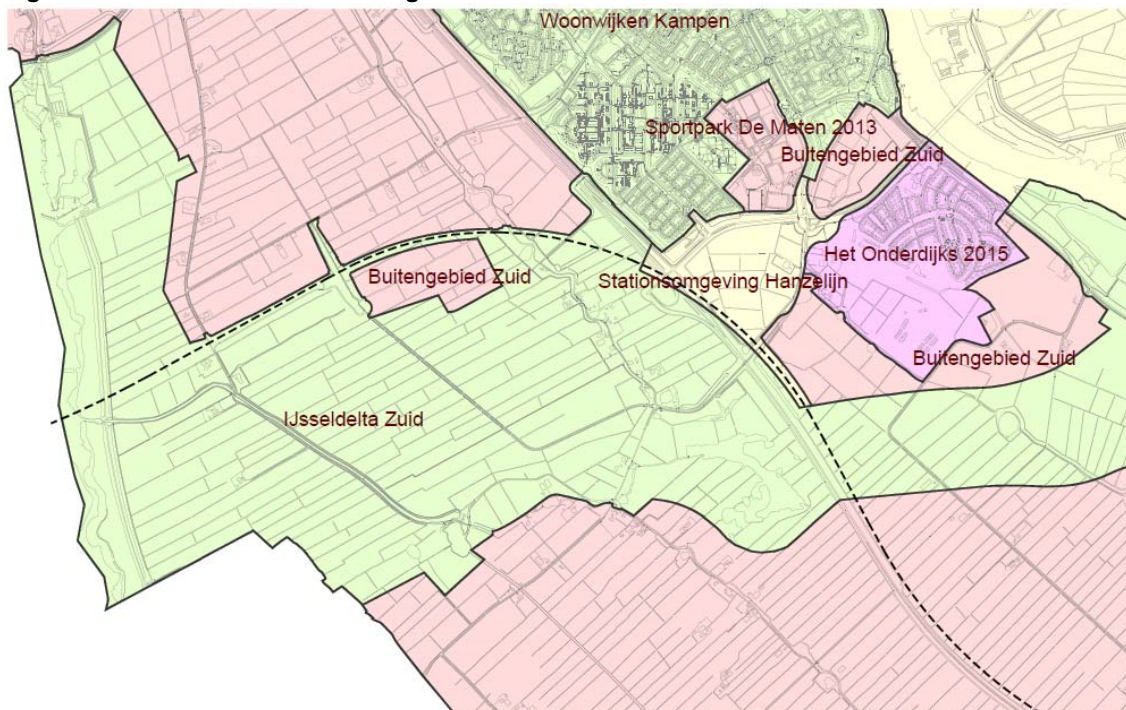 Woonwijken Kampen
Sportpark De Maten 2013
Buitengebied Zuid
Het Onderdijks 2015
Buitengebied Zuid
Stationsomgeving Hanzelijn
Buitengebied Zuid
IJsseldelta Zuid